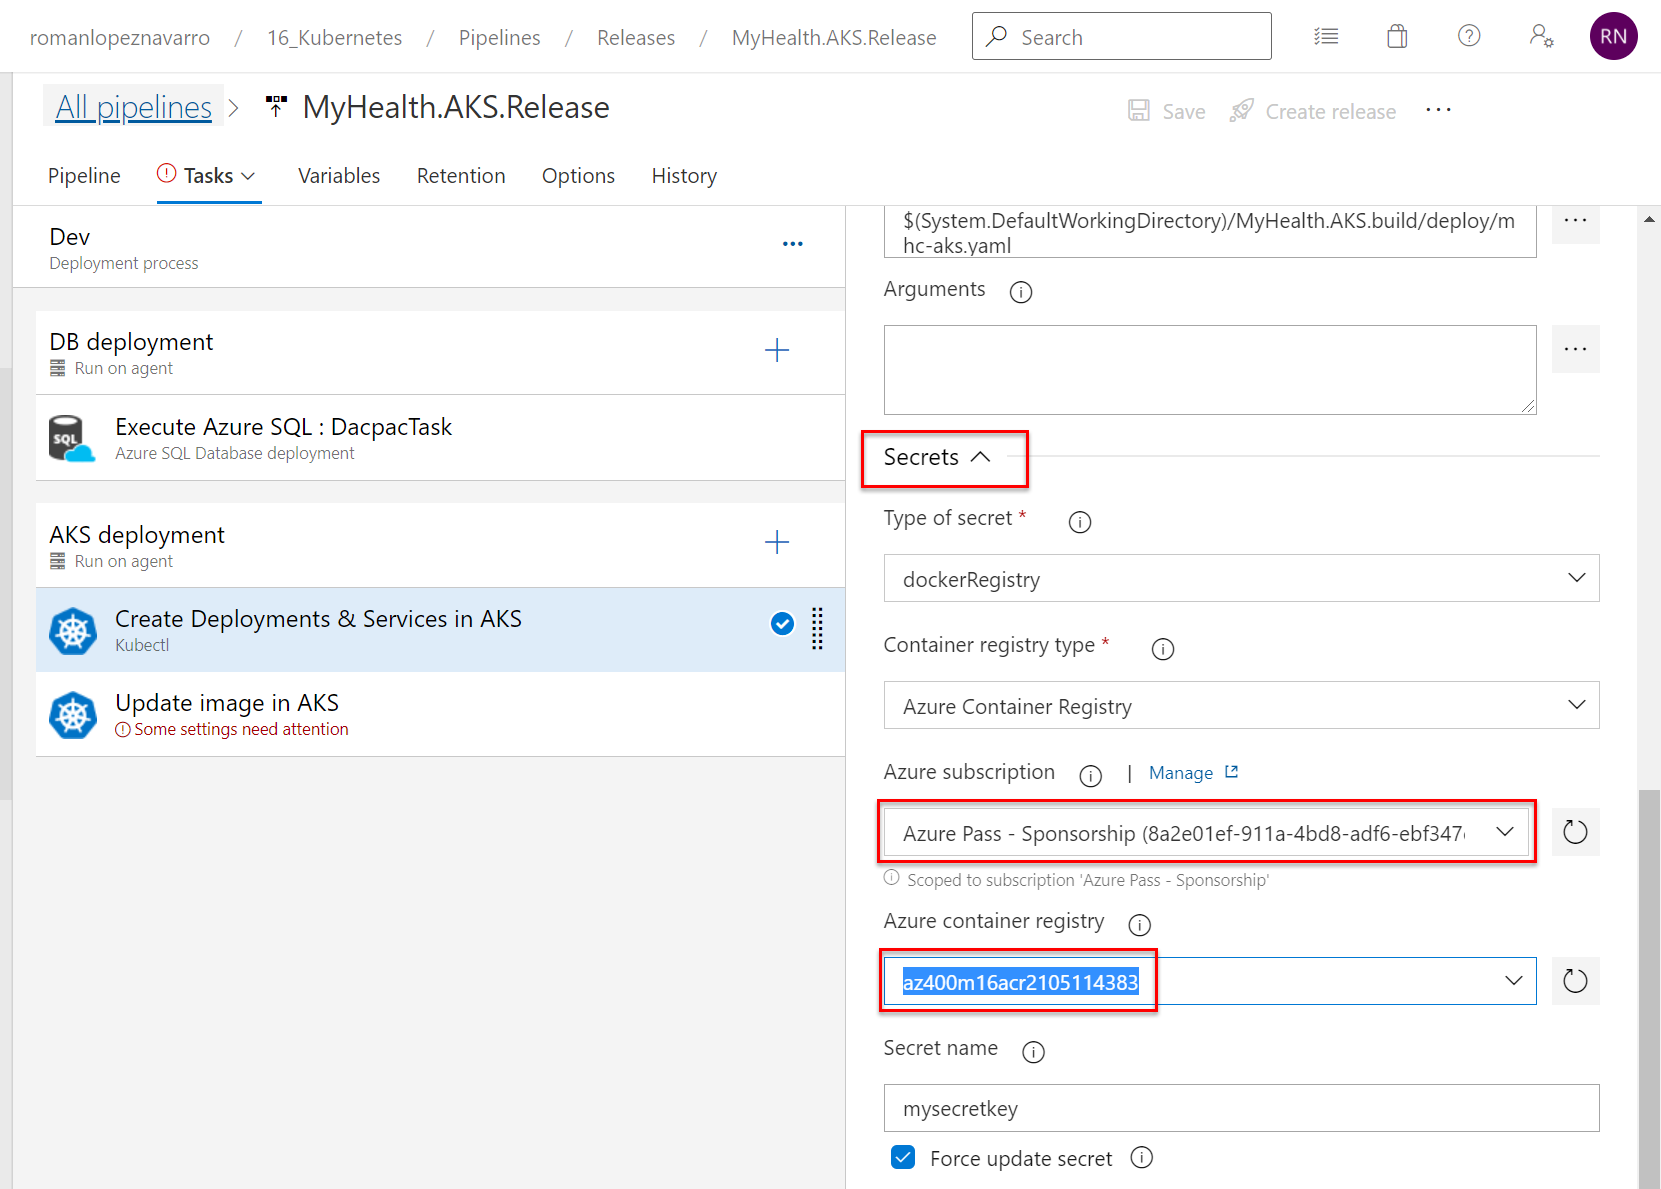 romanlopeznavarro / 16_Kubernetes / Pipelines / Releases / MyHealth.AKS.Release
Search
RN
All pipelines > MyHealth.AKS.Release
Save
Create release
Pipeline
Tasks
Variables
Retention
Options
History
Dev
Deployment process
DB deployment
Run on agent
Execute Azure SQL : DacpacTask
SQL
Azure SQL Database deployment
AKS deployment
Run on agent
Create Deployments & Services in AKS
Kubectl
Update image in AKS
Some settings need attention
$(System.DefaultWorkingDirectory)/MyHealth.AKS.build/deploy/m
hc-aks.yaml
Arguments
Secrets
Type of secret *
dockerRegistry
Container registry type *
Azure Container Registry
Azure subscription | Manage
Azure Pass - Sponsorship (8a2e01ef-911a-4bd8-adf6-ebf347
Scoped to subscription 'Azure Pass - Sponsorship'
Azure container registry
az400m16acr2105114383
Secret name
mysecretkey
Force update secret